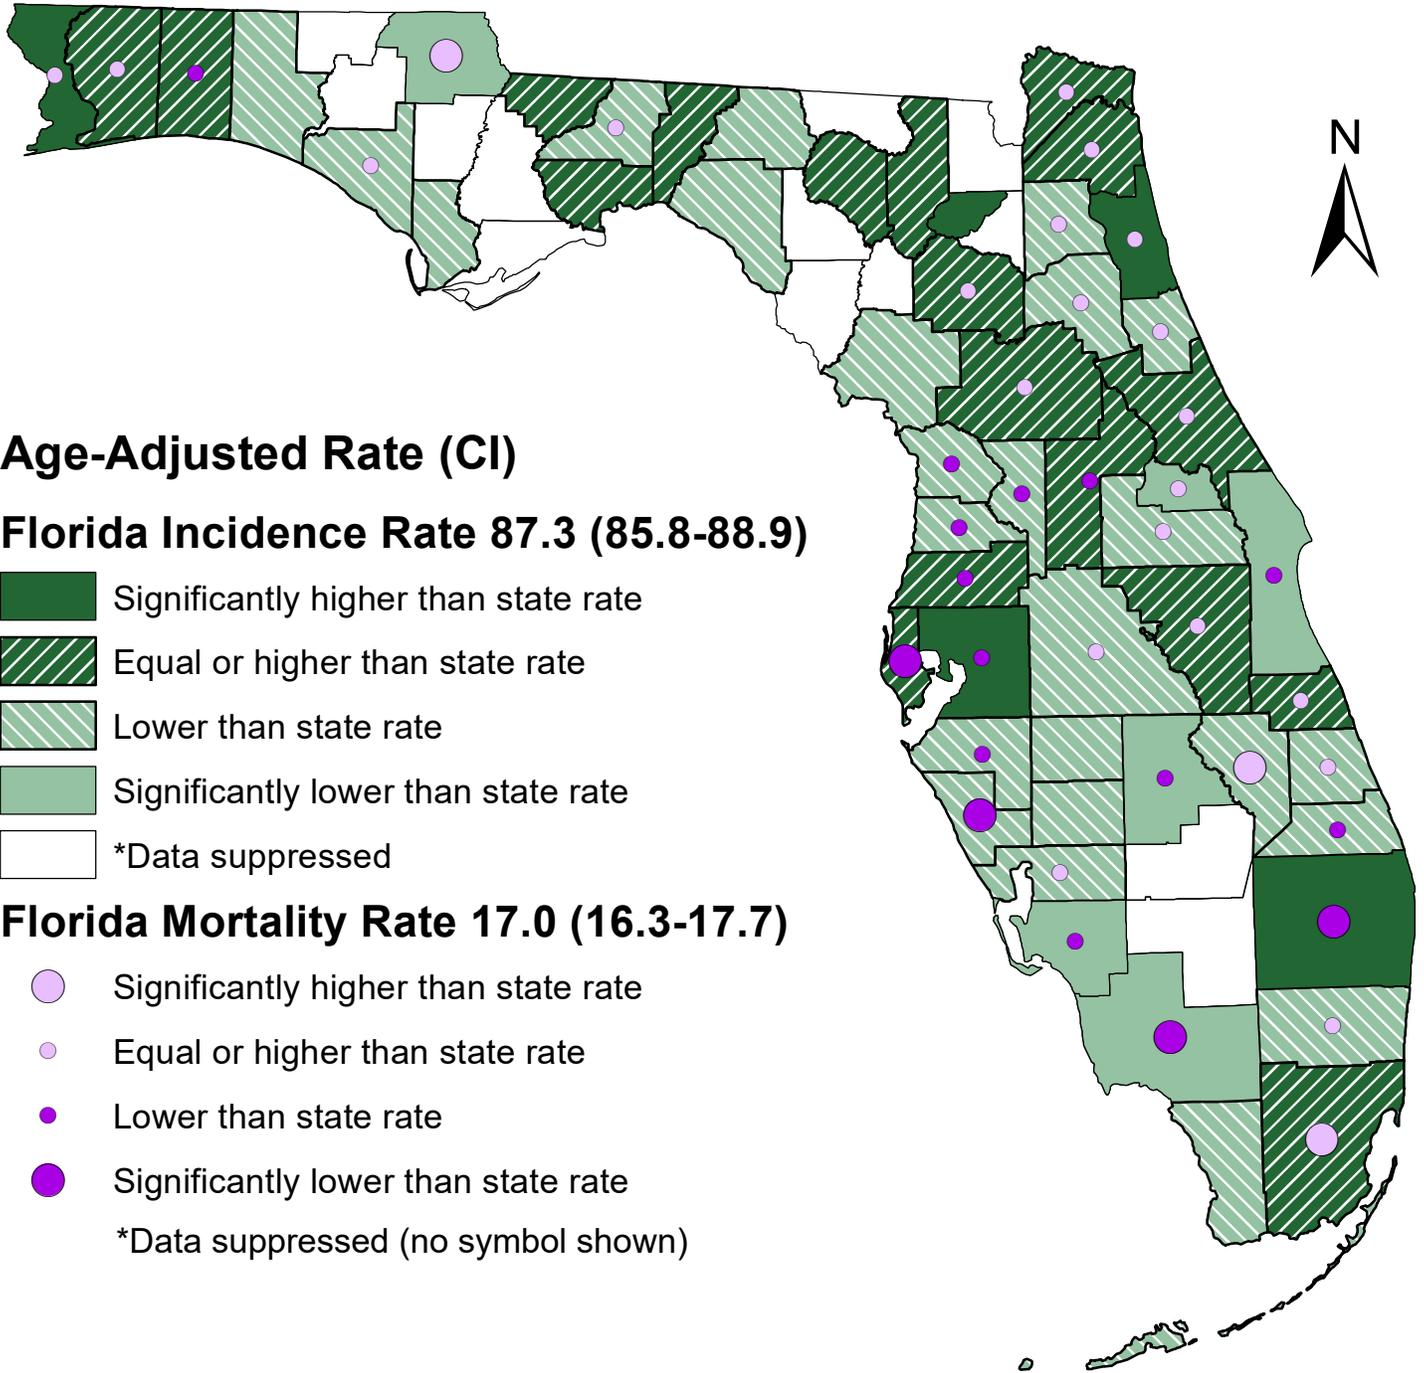 N
Age-Adjusted Rate (CI)
Florida Incidence Rate 87.3 (85.8-88.9)
Significantly higher than state rate
Equal or higher than state rate
Lower than state rate
Significantly lower than state rate
*Data suppressed
Florida Mortality Rate 17.0 (16.3-17.7)
Significantly higher than state rate
Equal or higher than state rate
Lower than state rate
Significantly lower than state rate
*Data suppressed (no symbol shown)